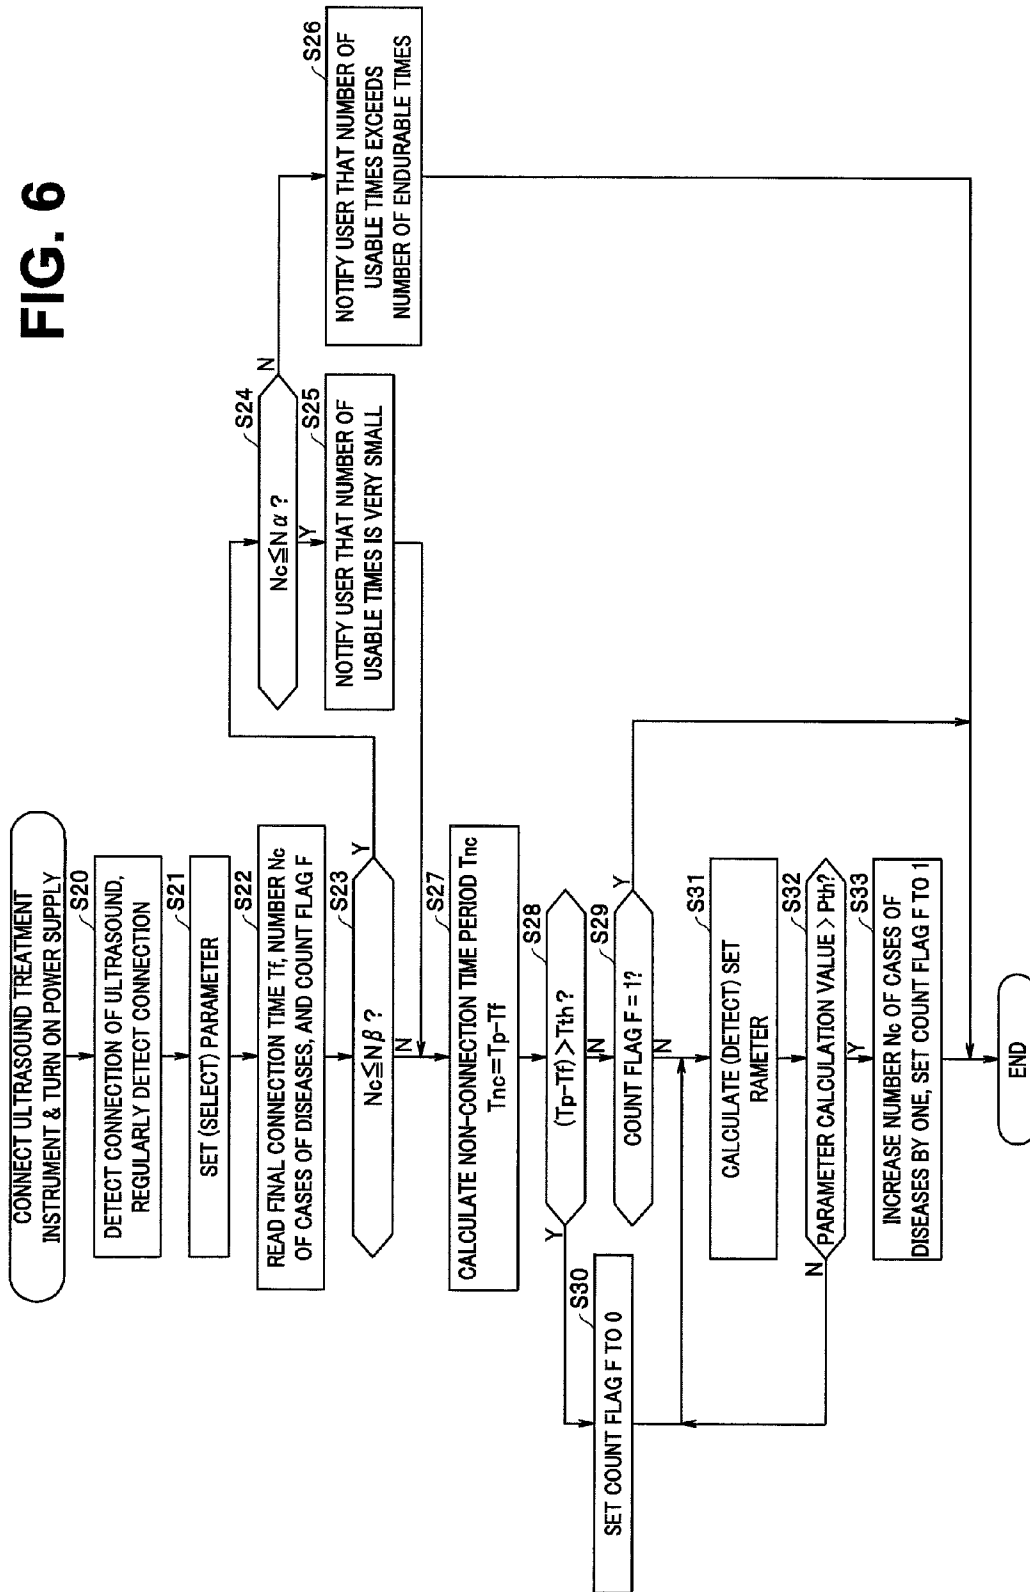 FIG. 6
CONNECT ULTRASOUND TREATMENT
INSTRUMENT & TURN ON POWER SUPPLY
S20
DETECT CONNECTION OF ULTRASOUND,
REGULARLY DETECT CONNECTION
S21
SET (SELECT) PARAMETER
S22
READ FINAL CONNECTION TIME Tf, NUMBER Nc
OF CASES OF DISEASES, AND COUNT FLAG F
S23
Nc≦Nβ?
Y
N
S24
Nc≦Nα?
N
Y
S25
NOTIFY USER THAT NUMBER OF
USABLE TIMES IS VERY SMALL
S26
NOTIFY USER THAT NUMBER OF
USABLE TIMES EXCEEDS
NUMBER OF ENDURABLE TIMES
S27
CALCULATE NON-CONNECTION TIME PERIOD Tnc
Tnc=Tp-Tf
S28
(Tp-Tf)>Tth?
Y
N
S29
COUNT FLAG F=1?
Y
N
S30
SET COUNT FLAG F TO 0
S31
CALCULATE (DETECT) SET
RAMETER
S32
PARAMETER CALCULATION VALUE > Pth?
N
Y
S33
INCREASE NUMBER Nc OF CASES OF
DISEASES BY ONE, SET COUNT FLAG F TO 1
END